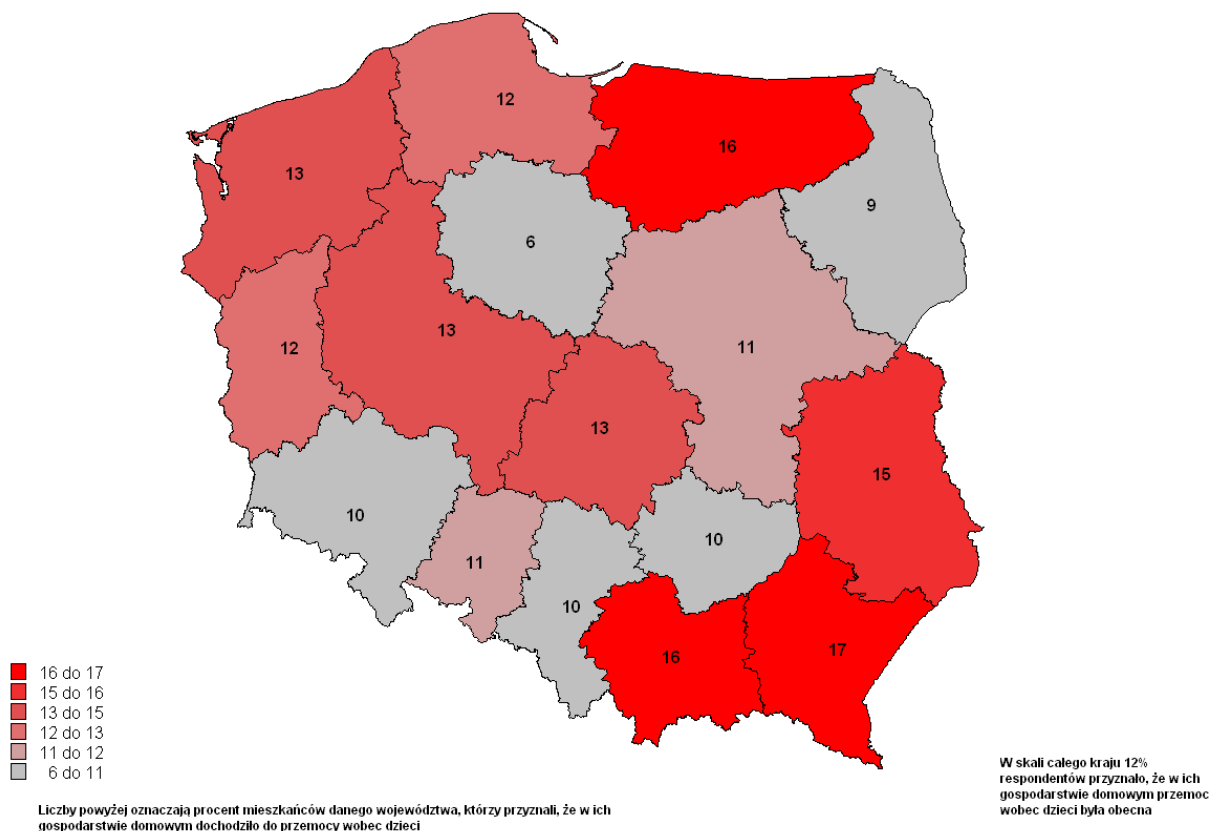 12
16
13
9
6
13
12
11
13
15
10
10
11
10
16
17
16 do 17
15 do 16
13 do 15
12 do 13
11 do 12
6 do 11
W skali całego kraju 12%
respondentów przyznało, że w ich
gospodarstwie domowym przemoc
wobec dzieci była obecna
Liczby powyżej oznaczają procent mieszkańców danego województwa, którzy przyznali, że w ich
gospodarstwie domowym dochodziło do przemocy wobec dzieci